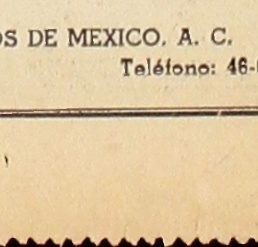 OS DE MEXICO, A. C.
Teléfono: 46-